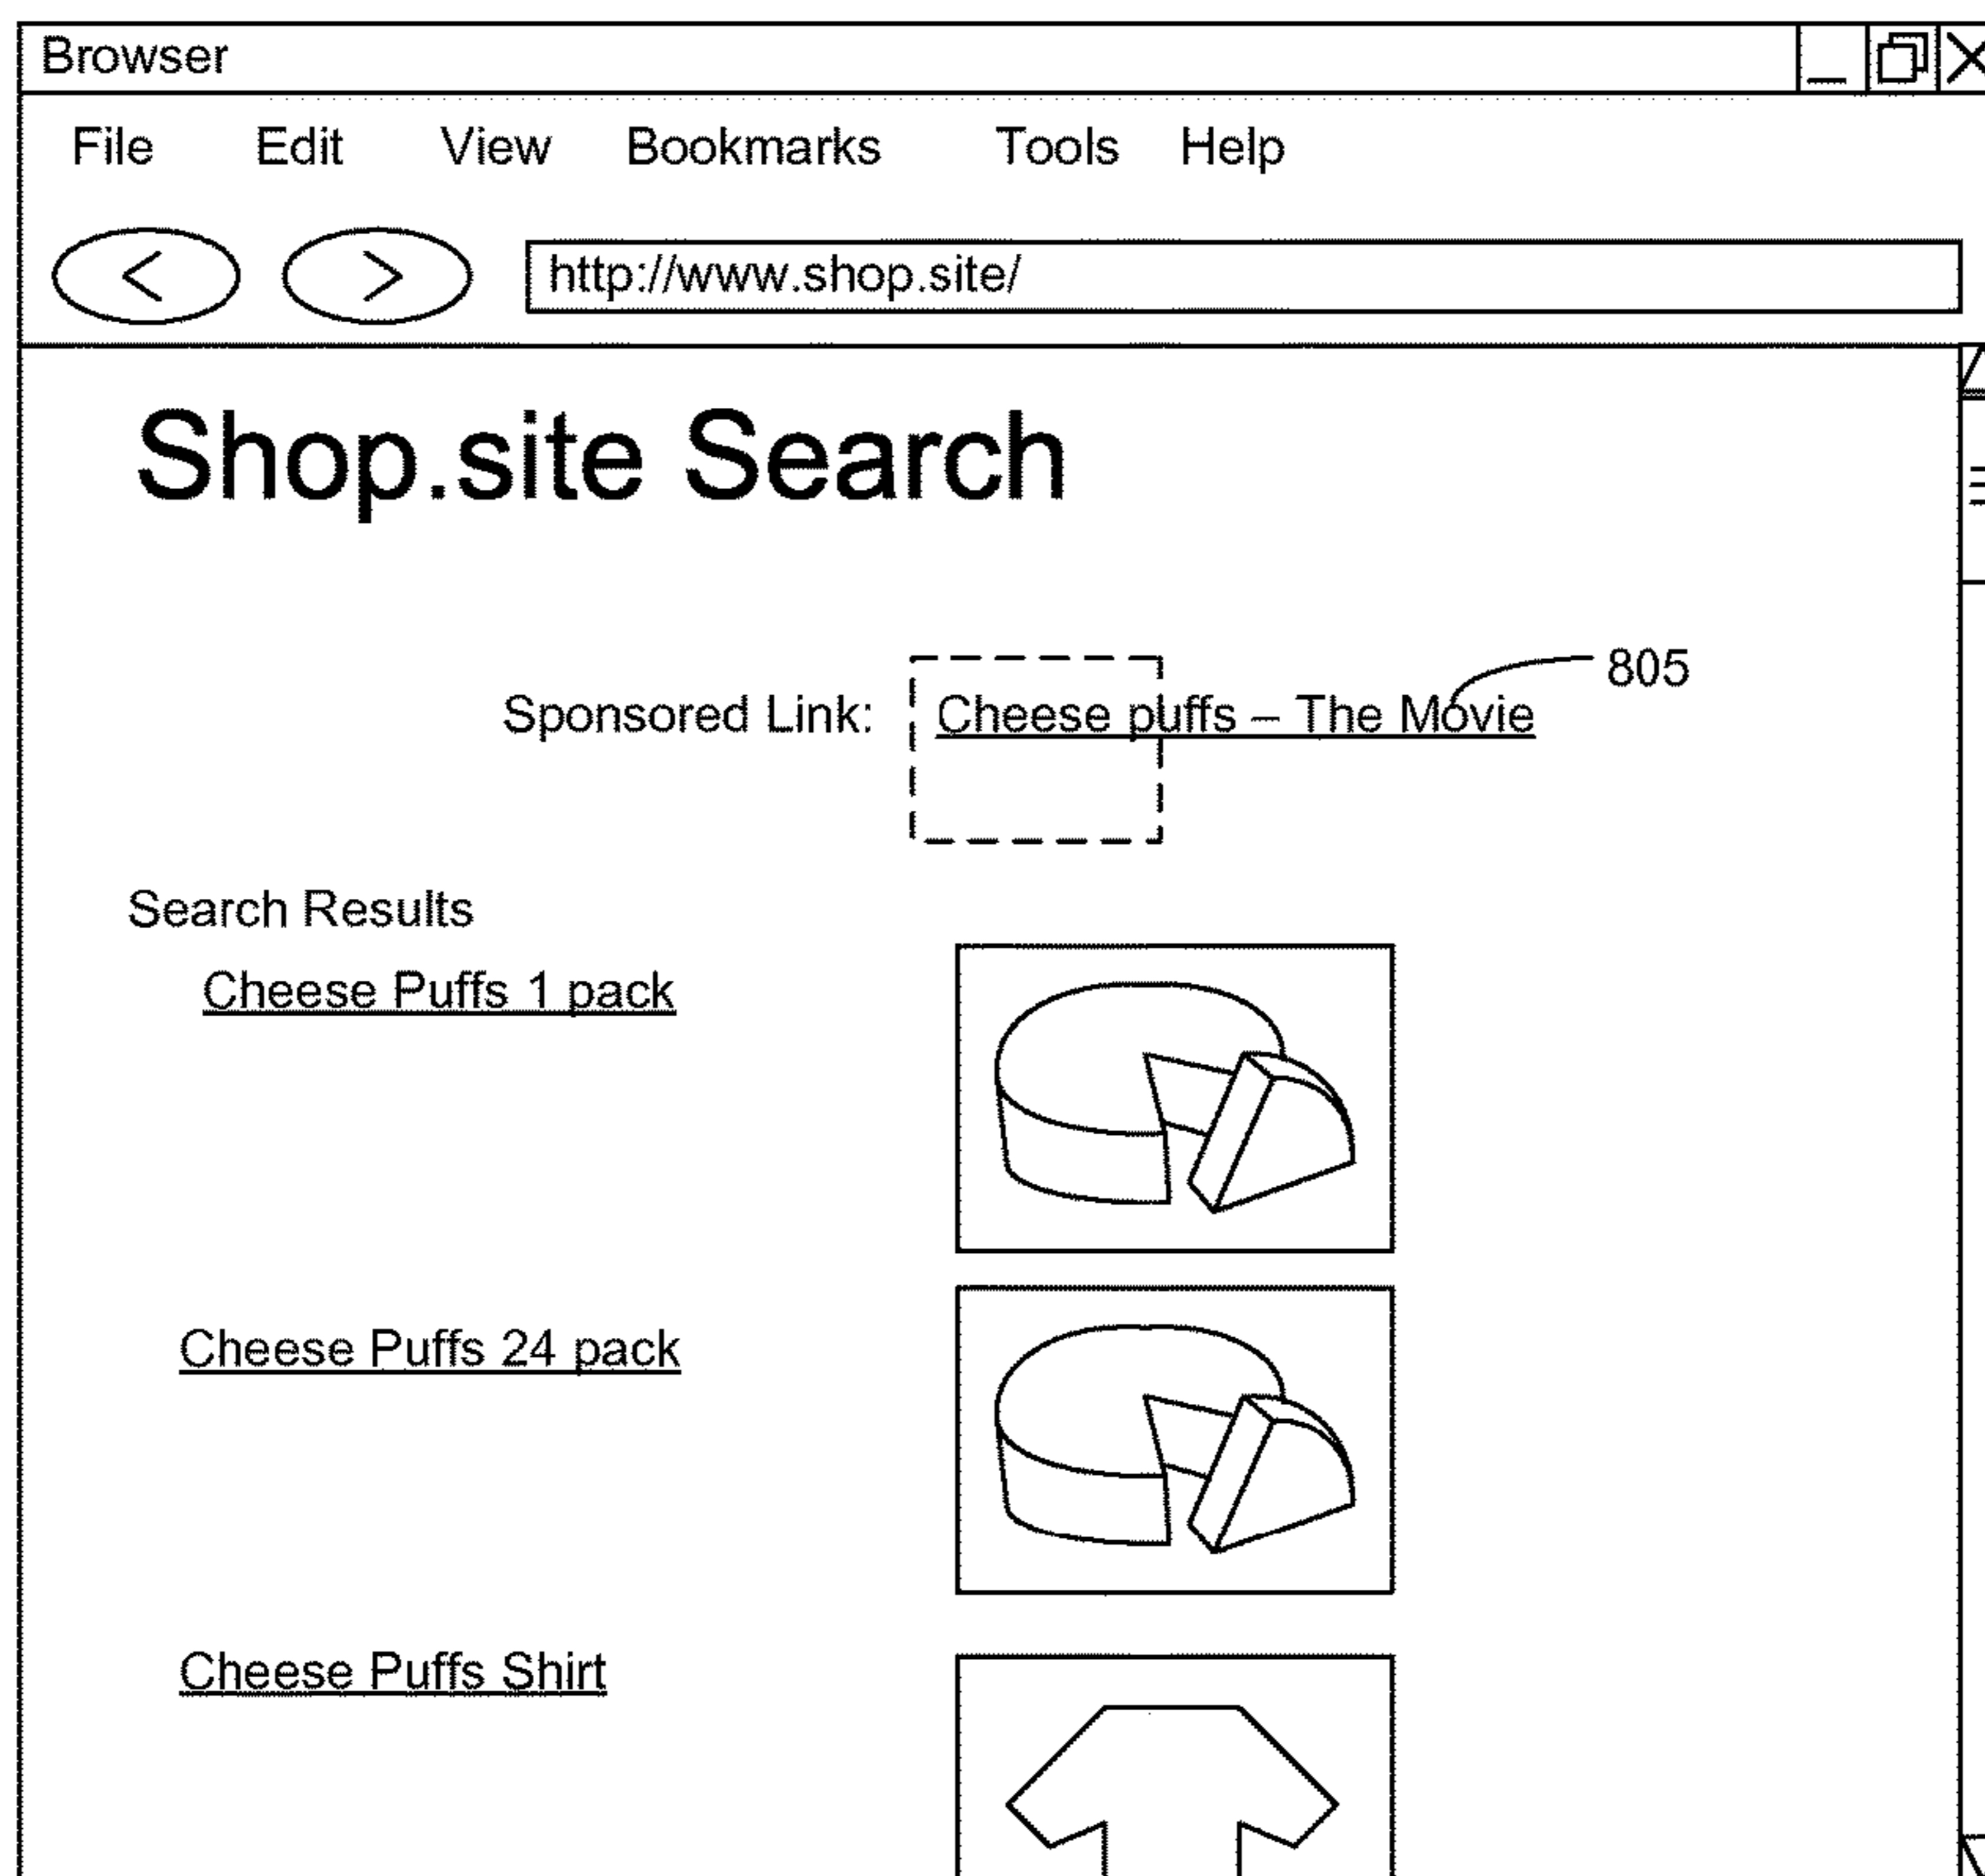 Browser
File Edit View Bookmarks Tools Help
< > http://www.shop.site/
Shop.site Search
805
Sponsored Link: Cheese puffs – The Movie
Search Results
Cheese Puffs 1 pack
Cheese Puffs 24 pack
Cheese Puffs Shirt